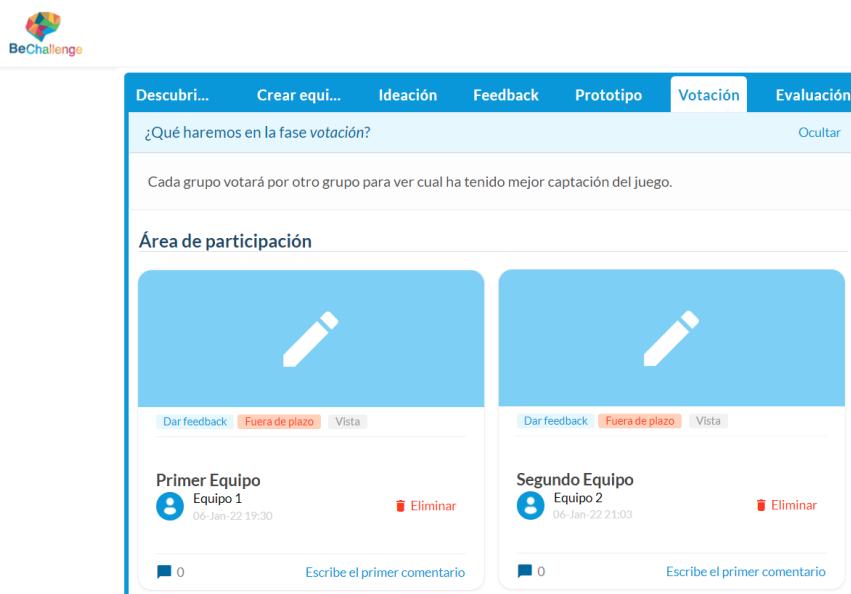 BeChallenge
Descubri... Crear equi... Ideación Feedback Prototipo Votación Evaluación
¿Qué haremos en la fase votación? Ocultar
Cada grupo votará por otro grupo para ver cual ha tenido mejor captación del juego.
Área de participación
Dar feedback Fuera de plazo Vista
Primer Equipo
Equipo 1
06-Jan-22 19:30
Eliminar
0 Escribe el primer comentario
Dar feedback Fuera de plazo Vista
Segundo Equipo
Equipo 2
06-Jan-22 21:03
Eliminar
0 Escribe el primer comentario